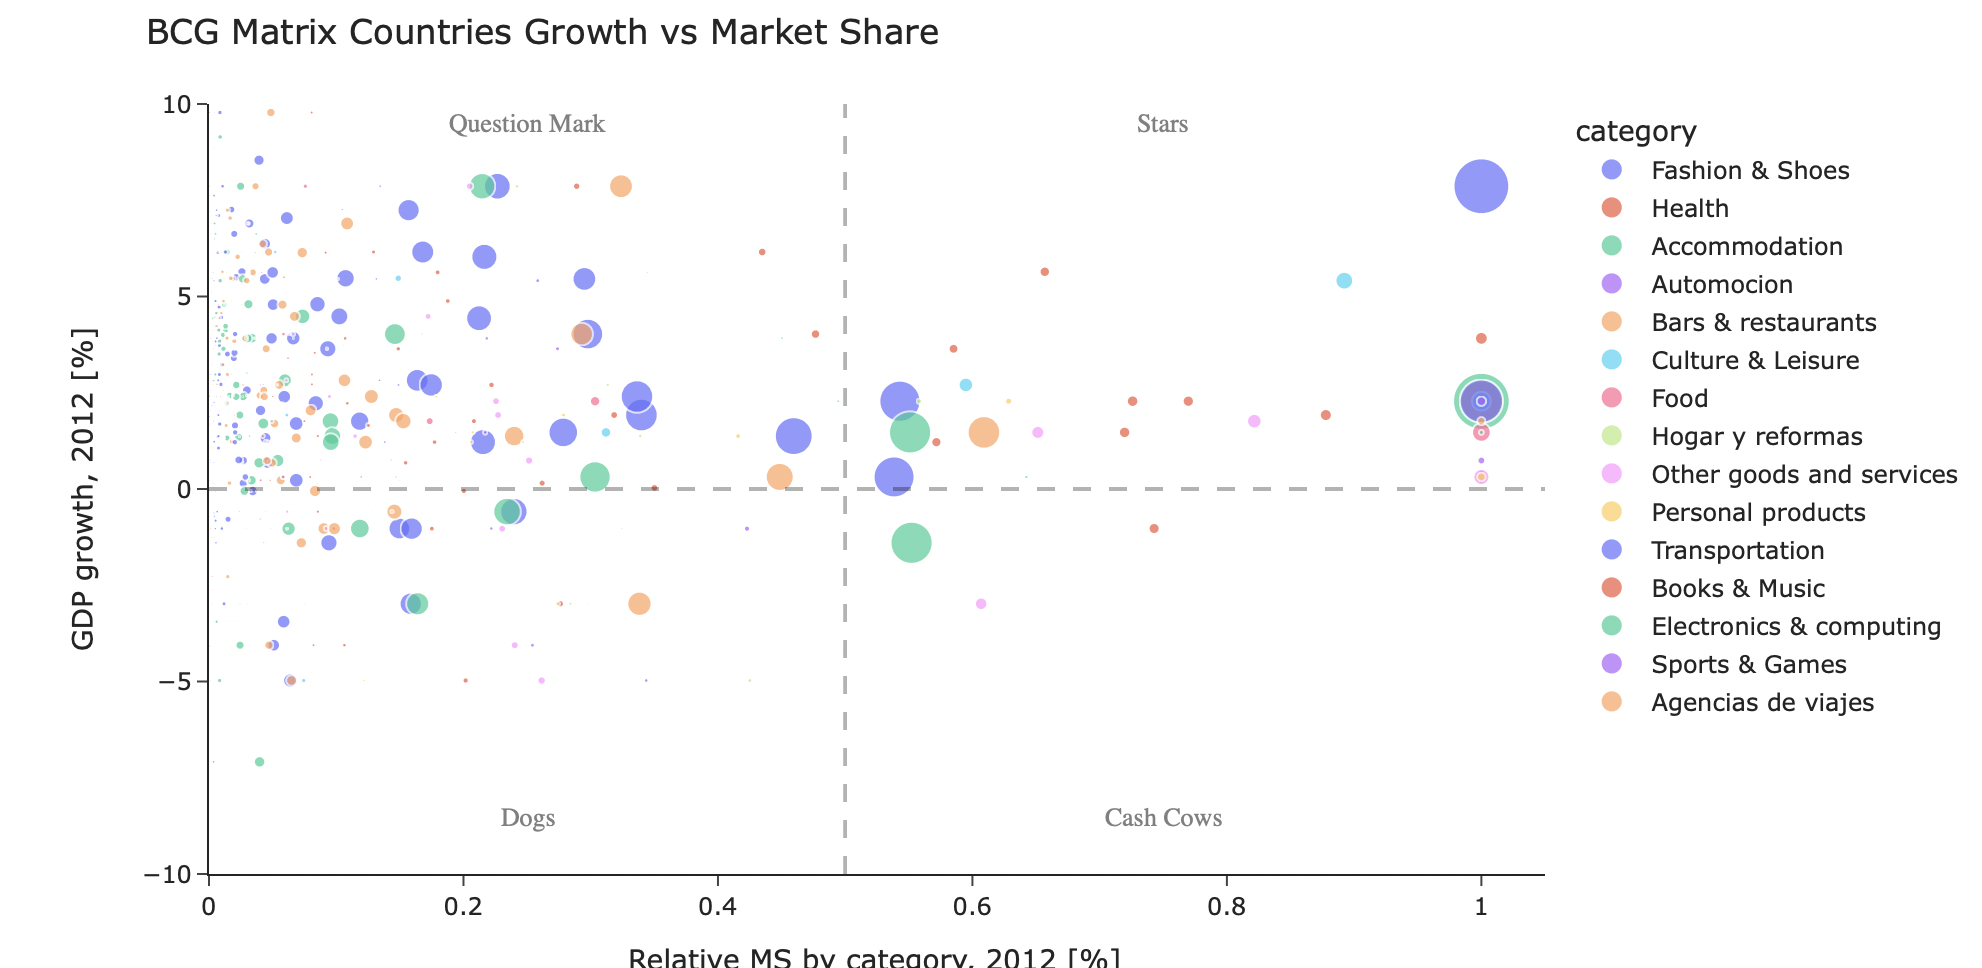 BCG Matrix Countries Growth vs Market Share
10
5
0
−5
−10
GDP growth, 2012 [%]
Question Mark
Stars
Dogs
Cash Cows
0
0.2
0.4
0.6
0.8
1
Relative MS by category, 2012 [%]
category
Fashion & Shoes
Health
Accommodation
Automocion
Bars & restaurants
Culture & Leisure
Food
Hogar y reformas
Other goods and services
Personal products
Transportation
Books & Music
Electronics & computing
Sports & Games
Agencias de viajes